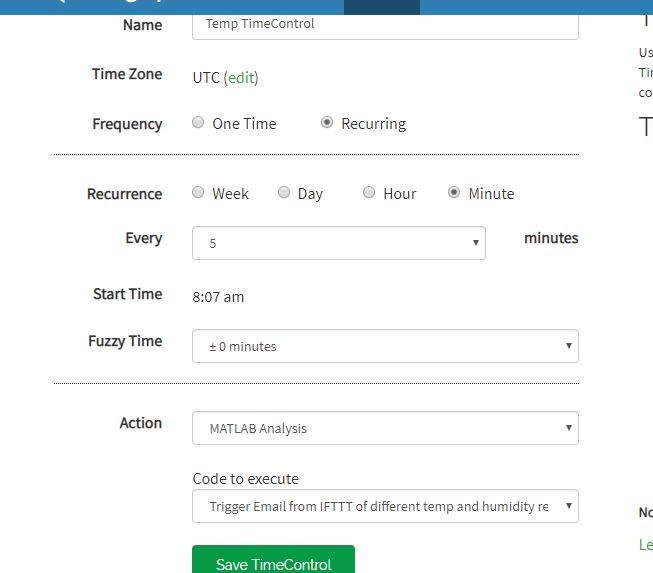 Name Temp TimeControl
Time Zone UTC (edit)
Us
Tir
co
Frequency One Time Recurring
T
Recurrence Week Day Hour Minute
Every 5 minutes
Start Time 8:07 am
Fuzzy Time ± 0 minutes
Action MATLAB Analysis
Code to execute
Trigger Email from IFTTT of different temp and humidity re
No
Le
Save TimeControl